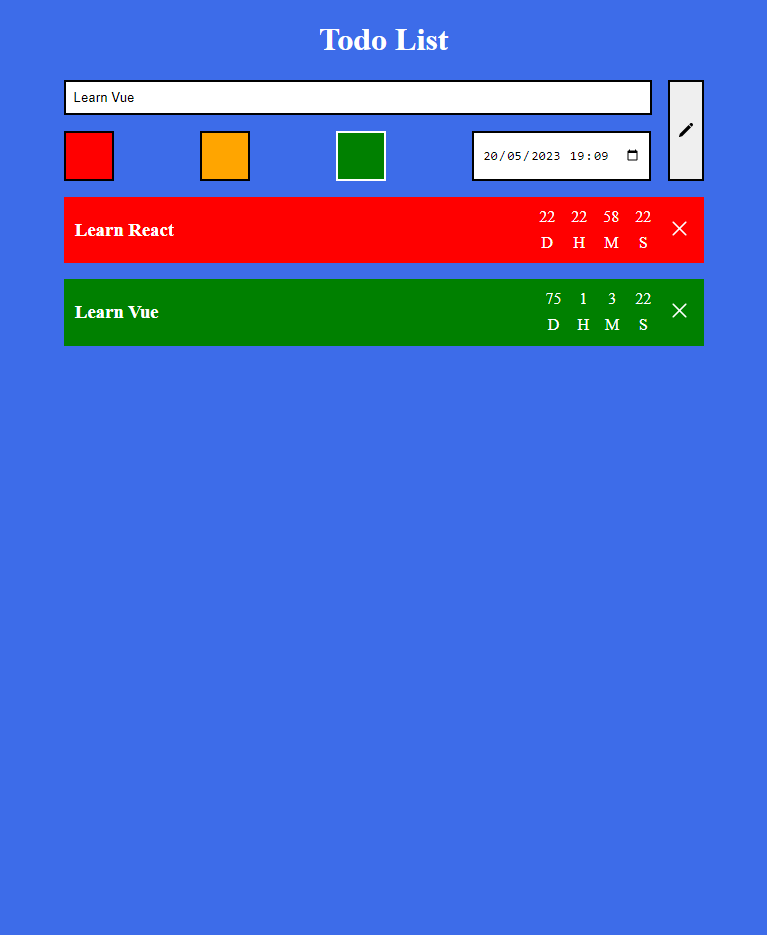 Todo List
Learn Vue
20/05/2023 19:09
Learn React
22 22 58 22
D H M S
Learn Vue
75 1 3 22
D H M S